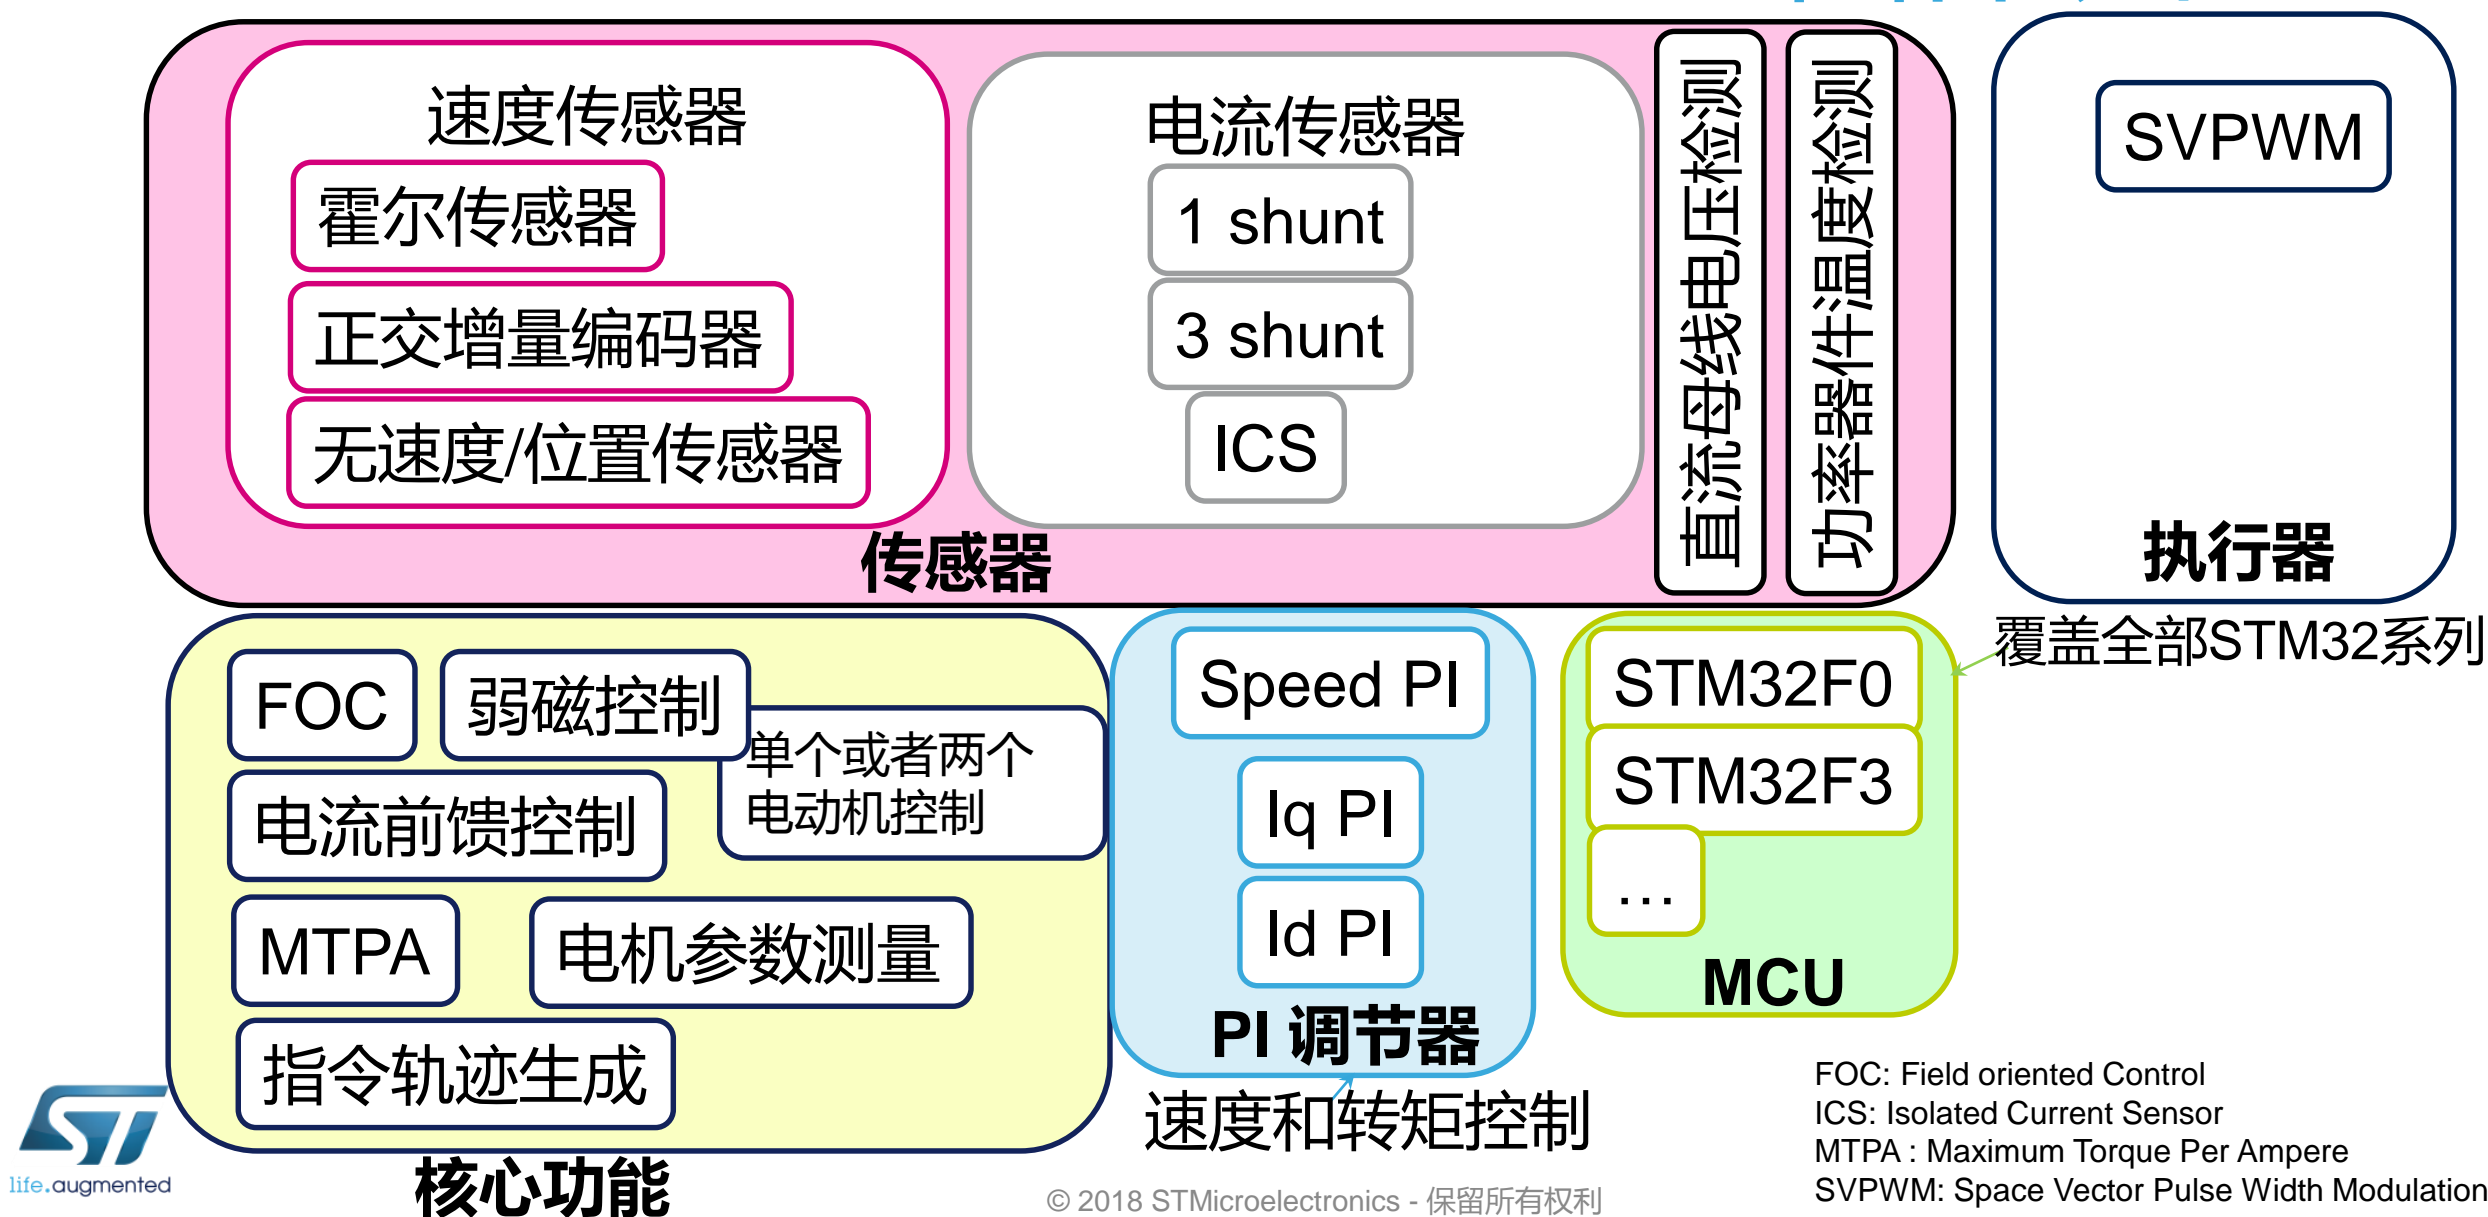 速度传感器
霍尔传感器
正交增量编码器
无速度/位置传感器
电流传感器
1 shunt
3 shunt
ICS
直流母线电压检测
功率器件温度检测
传感器
SVPWM
执行器
覆盖全部STM32系列
FOC
弱磁控制
单个或者两个
电动机控制
电流前馈控制
MTPA
电机参数测量
指令轨迹生成
核心功能
Speed PI
Iq PI
Id PI
PI 调节器
速度和转矩控制
STM32F0
STM32F3
...
MCU
FOC: Field oriented Control
ICS: Isolated Current Sensor
MTPA : Maximum Torque Per Ampere
SVPWM: Space Vector Pulse Width Modulation
life.augmented
© 2018 STMicroelectronics - 保留所有权利